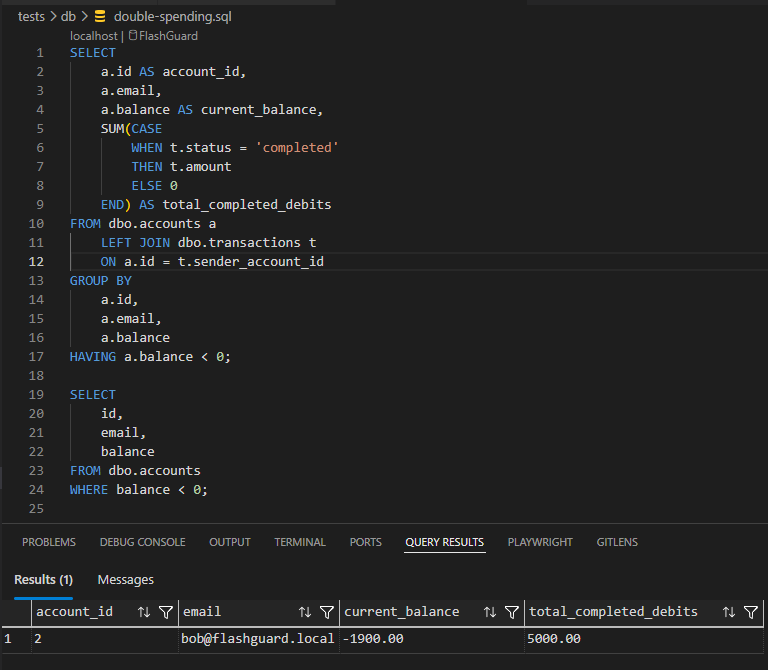 tests > db > double-spending.sql
localhost | FlashGuard
1 SELECT
2 a.id AS account_id,
3 a.email,
4 a.balance AS current_balance,
5 SUM(CASE
6 WHEN t.status = 'completed'
7 THEN t.amount
8 ELSE 0
9 END) AS total_completed_debits
10 FROM dbo.accounts a
11 LEFT JOIN dbo.transactions t
12 ON a.id = t.sender_account_id
13 GROUP BY
14 a.id,
15 a.email,
16 a.balance
17 HAVING a.balance < 0;
18
19 SELECT
20 id,
21 email,
22 balance
23 FROM dbo.accounts
24 WHERE balance < 0;
25
PROBLEMS DEBUG CONSOLE OUTPUT TERMINAL PORTS QUERY RESULTS PLAYWRIGHT GITLENS
Results (1) Messages
account_id email current_balance total_completed_debits
1 2 bob@flashguard.local -1900.00 5000.00